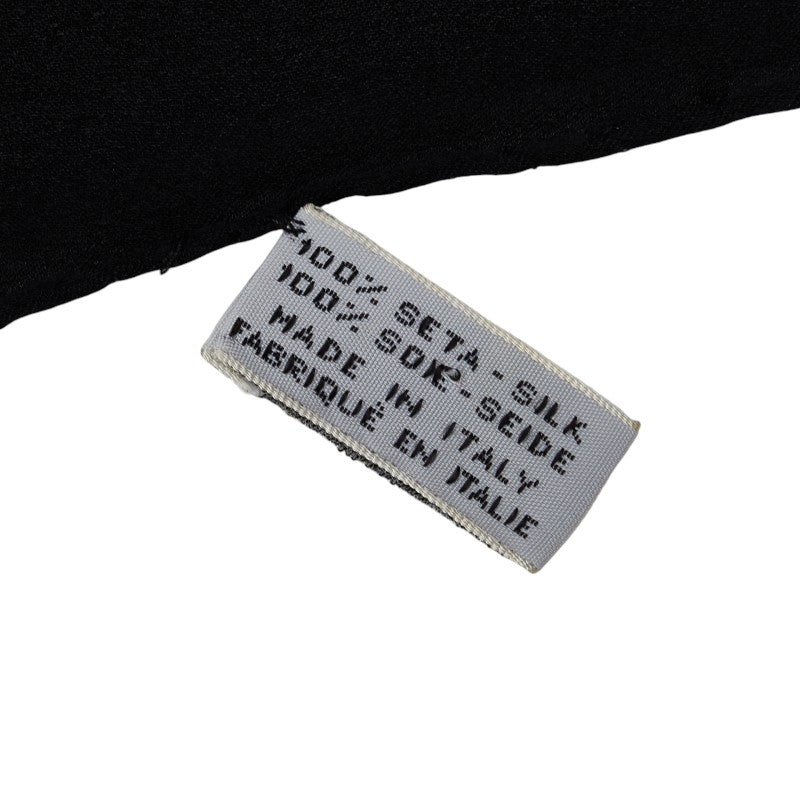 100% SETA - SILK
100% SOIE - SEIDE
MADE IN ITALY
FABRIQUÉ EN ITALIE